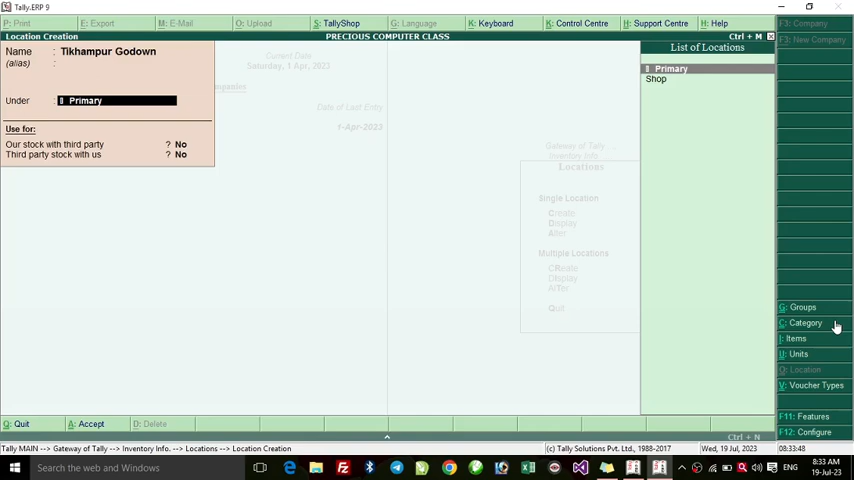 Tally.ERP 9
P: Print
E: Export
M: E-Mail
O: Upload
S: TallyShop
G: Language
K: Keyboard
K: Control Centre
H: Support Centre
H: Help
F3: Company
F3: New Company
Location Creation
PRECIOUS COMPUTER CLASS
Ctrl + M
Name : Tikhampur Godown
(alias) :
Under : Primary
Use for:
Our stock with third party ? No
Third party stock with us ? No
Current Date
Saturday, 1 Apr, 2023
Date of Last Entry
1-Apr-2023
Gateway of Tally ...
Inventory Info.
Locations
Single Location
Create
Display
Alter
Multiple Locations
CReate
DIsplay
AlTer
Quit
List of Locations
Primary
Shop
G: Groups
C: Category
I: Items
U: Units
O: Location
V: Voucher Types
F11: Features
F12: Configure
Q: Quit
A: Accept
D: Delete
Ctrl + N
Tally MAIN --> Gateway of Tally --> Inventory Info. --> Locations --> Location Creation
(c) Tally Solutions Pvt. Ltd., 1988-2017
Wed, 19 Jul, 2023
08:33:48
Search the web and Windows
ENG
8:33 AM
19-Jul-23